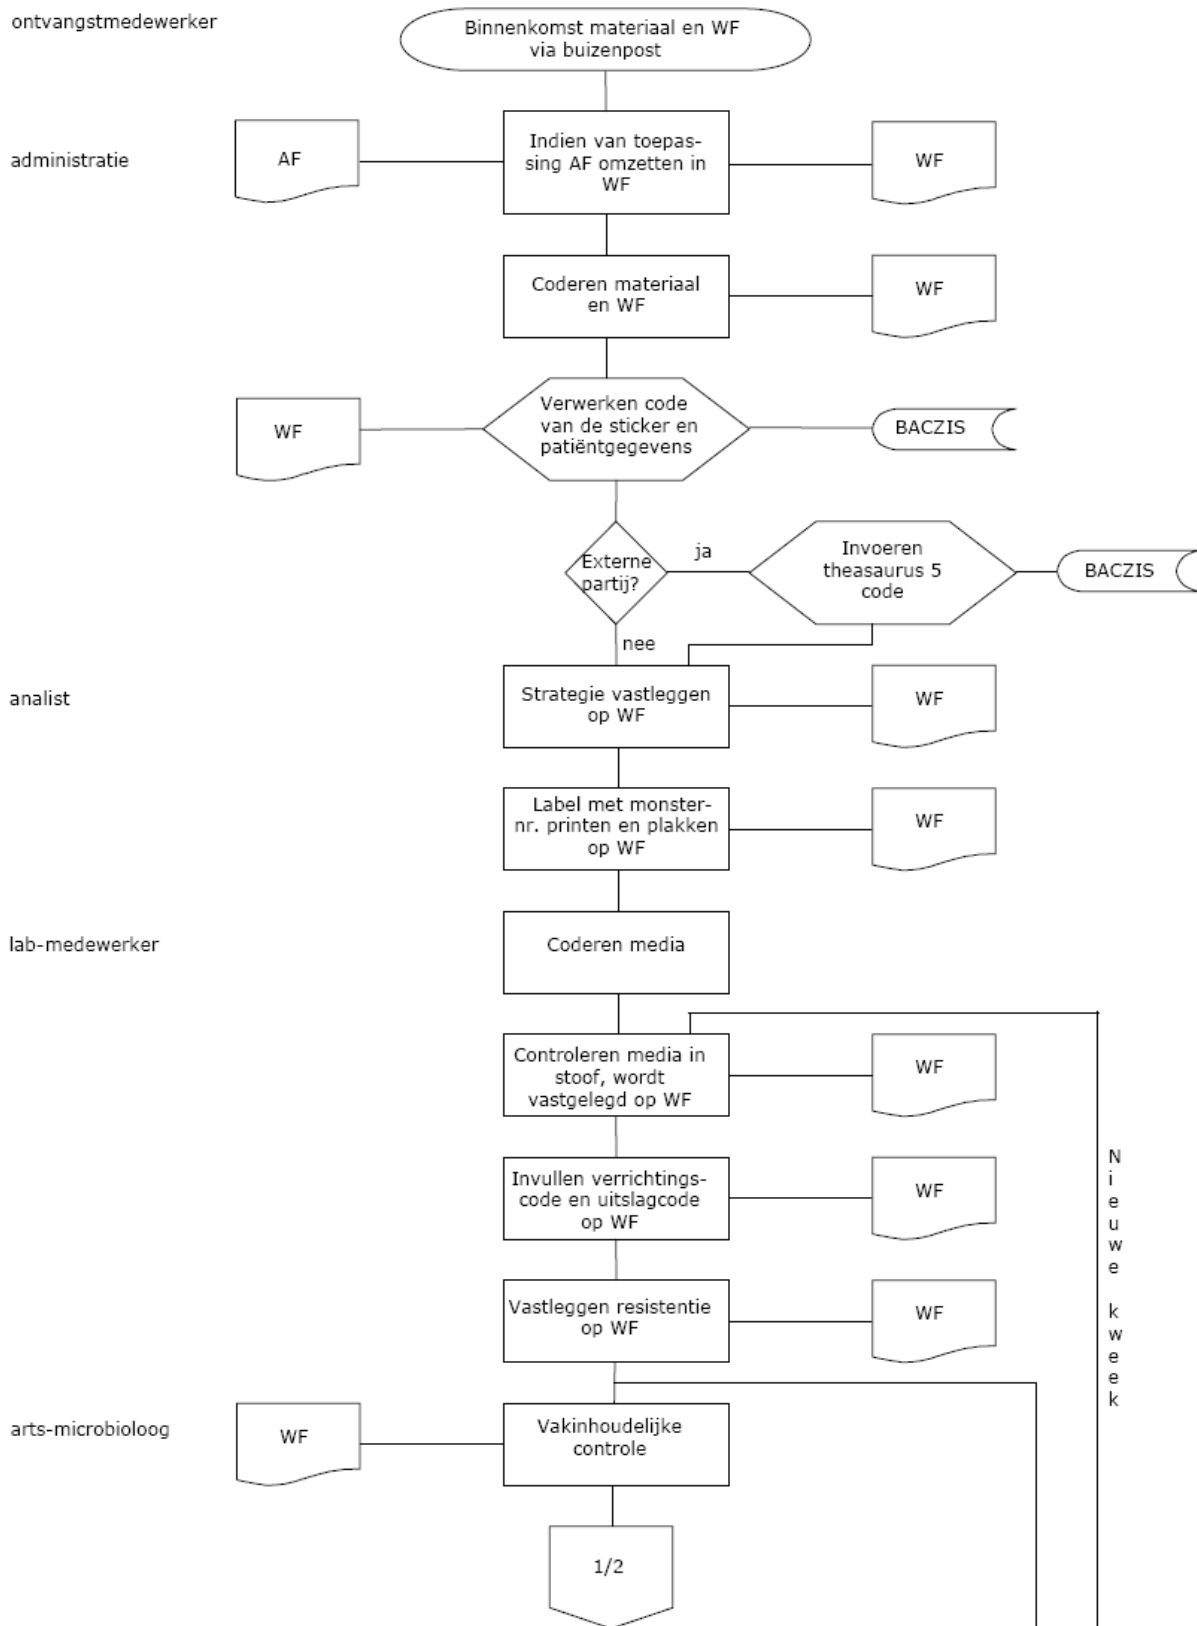 ontvangstmedewerker
Binnenkomst materiaal en WF
via buizenpost
administratie
AF
Indien van toepas-
sing AF omzetten in
WF
WF
Coderen materiaal
en WF
WF
WF
Verwerken code
van de sticker en
patiëntgegevens
BACZIS
Externe
partij?
ja
Invoeren
theasaurus 5
code
BACZIS
nee
analist
Strategie vastleggen
op WF
WF
Label met monster-
nr. printen en plakken
op WF
WF
lab-medewerker
Coderen media
Controleren media in
stoof, wordt
vastgelegd op WF
WF
Invullen verrichtings-
code en uitslagcode
op WF
WF
Nieuwe kweek
Vastleggen resistentie
op WF
WF
arts-microbioloog
WF
Vakinhoudelijke
controle
1/2